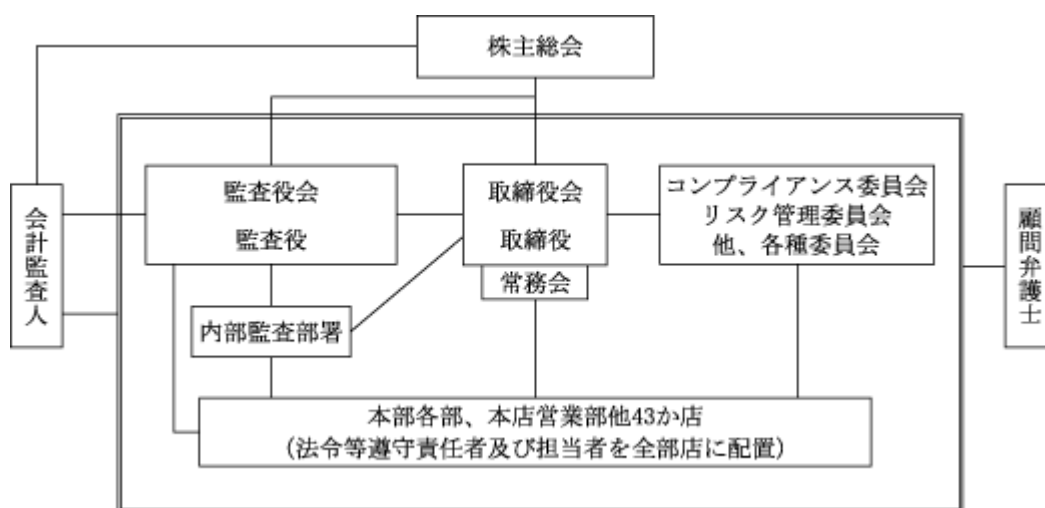 株主総会
監査役会
監査役
取締役会
取締役
常務会
コンプライアンス委員会
リスク管理委員会
他、各種委員会
会計監査人
顧問弁護士
内部監査部署
本部各部、本店営業部他43か店
(法令等遵守責任者及び担当者を全部店に配置)